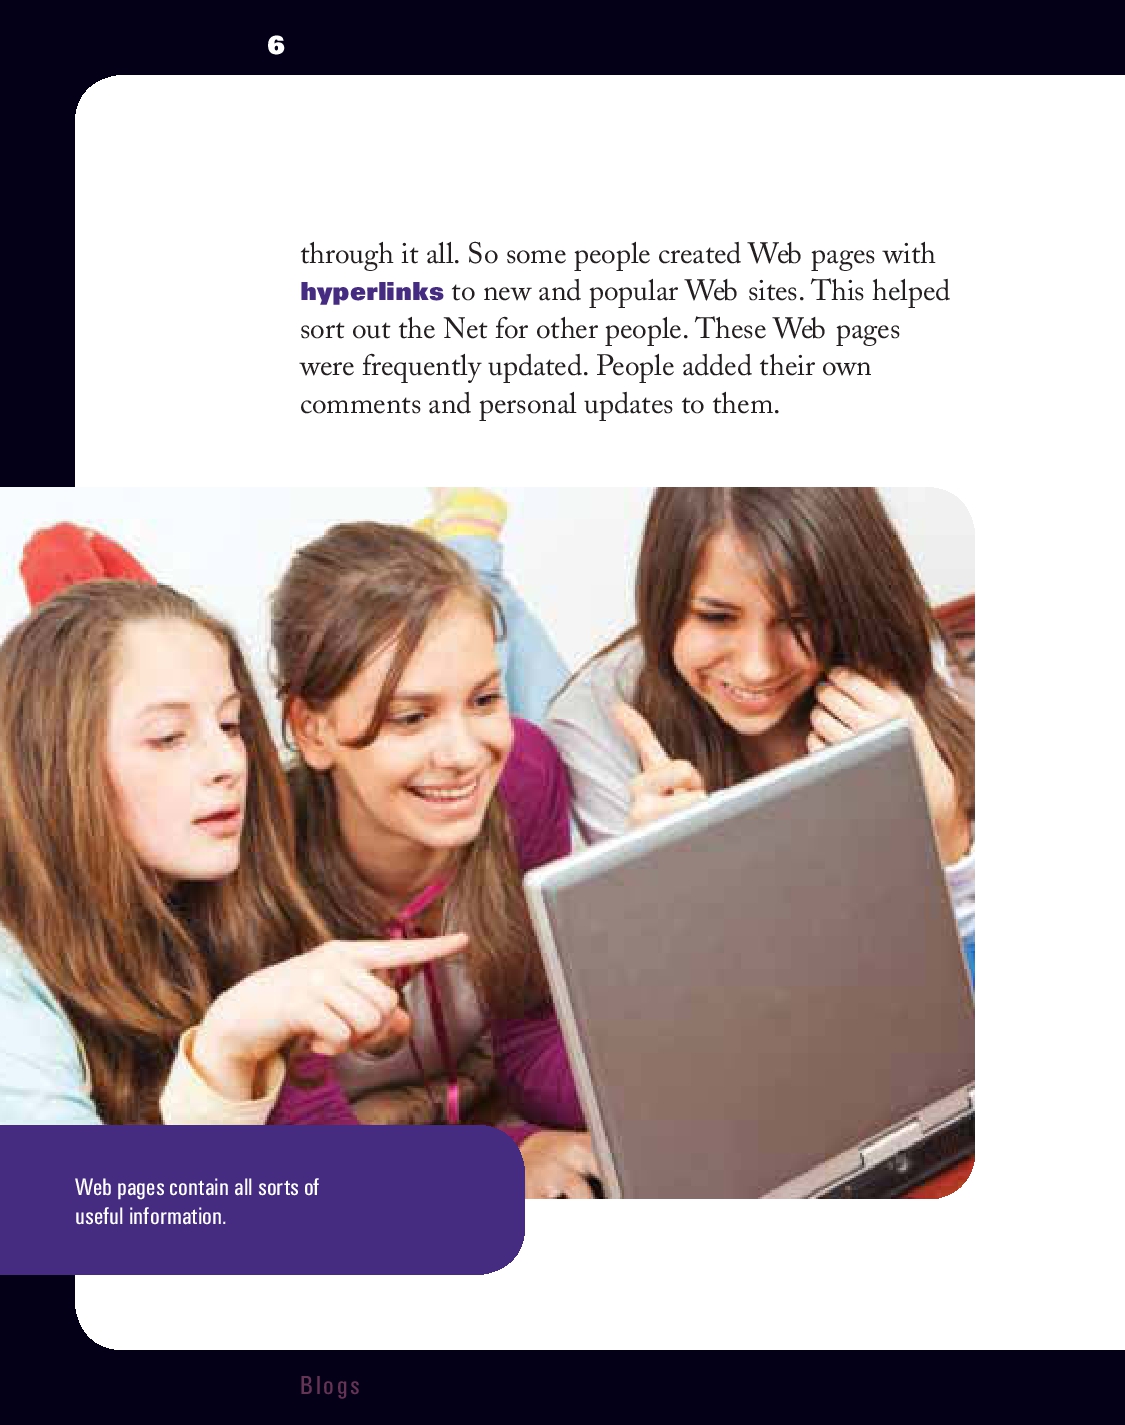 6
through it all. So some people created Web pages with
hyperlinks to new and popular Web sites. This helped
sort out the Net for other people. These Web pages
were frequently updated. People added their own
comments and personal updates to them.
Web pages contain all sorts of
useful information.
Blogs